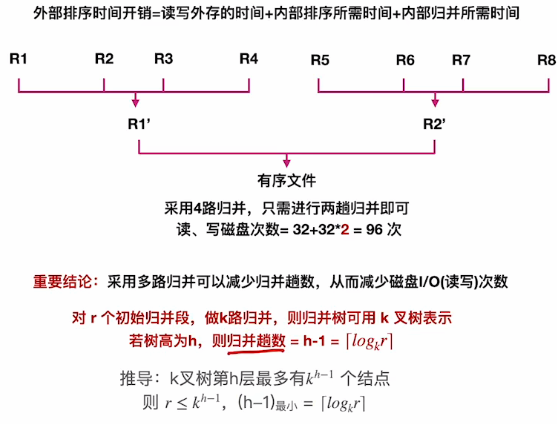 外部排序时间开销=读写外存的时间+内部排序所需时间+内部归并所需时间
R1 R2 R3 R4 R5 R6 R7 R8
R1’ R2’
有序文件
采用4路归并，只需进行两趟归并即可
读、写磁盘次数= 32+32*2 = 96 次
重要结论：采用多路归并可以减少归并趟数，从而减少磁盘I/O(读写)次数
对 r 个初始归并段，做k路归并，则归并树可用 k 叉树表示
若树高为h，则归并趟数 = h-1 = ⌈log_k r⌉
推导：k叉树第h层最多有k^{h−1} 个结点
则 r ≤ k^{h−1}，(h−1)_{最小} = ⌈log_k r⌉